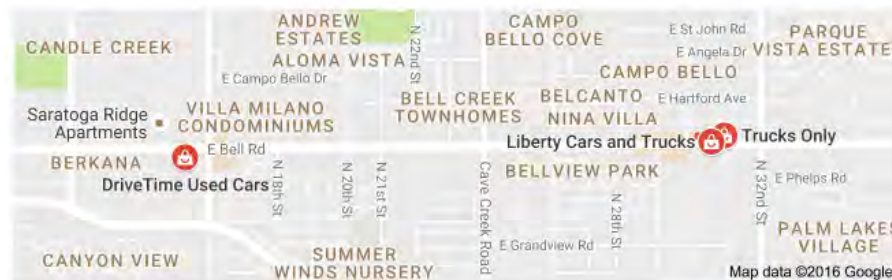 ANDREW
ESTATES
CAMPO
BELLO COVE
E St John Rd
PARQUE
VISTA ESTATE
CANDLE CREEK
N 22nd St
E Angela Dr
ALOMA VISTA
E Campo Bello Dr
CAMPO BELLO
Saratoga Ridge
Apartments
VILLA MILANO
CONDOMINIUMS
BELL CREEK
TOWNHOMES
BELCANTO
E Hartford Ave
NINA VILLA
Liberty Cars and Trucks
Trucks Only
E Bell Rd
BERKANA
DriveTime Used Cars
N 18th St
N 20th St
N 21st St
Cave Creek Road
BELLVIEW PARK
N 28th St
N 32nd St
E Phelps Rd
CANYON VIEW
SUMMER
WINDS NURSERY
E Grandview Rd
PALM LAKES
VILLAGE
Map data ©2016 Google